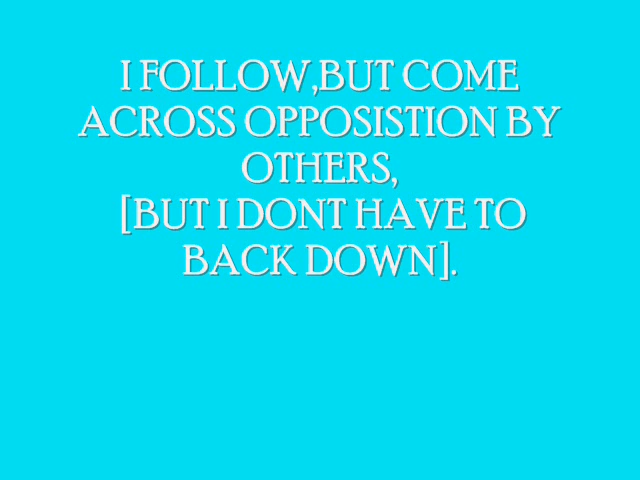 I FOLLOW,BUT COME
ACROSS OPPOSISTION BY
OTHERS,
[BUT I DONT HAVE TO
BACK DOWN].